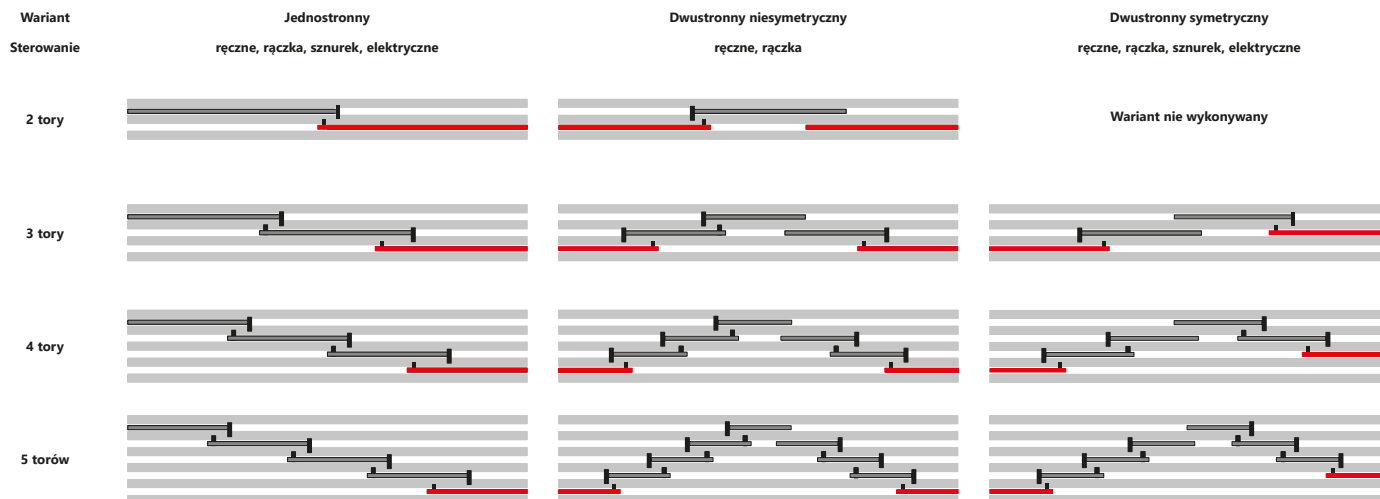 Wariant Jednostronny Dwustronny niesymetryczny Dwustronny symetryczny
Sterowanie ręczne, rączka, sznurek, elektryczne ręczne, rączka ręczne, rączka, sznurek, elektryczne
2 tory Wariant nie wykonywany
3 tory
4 tory
5 torów